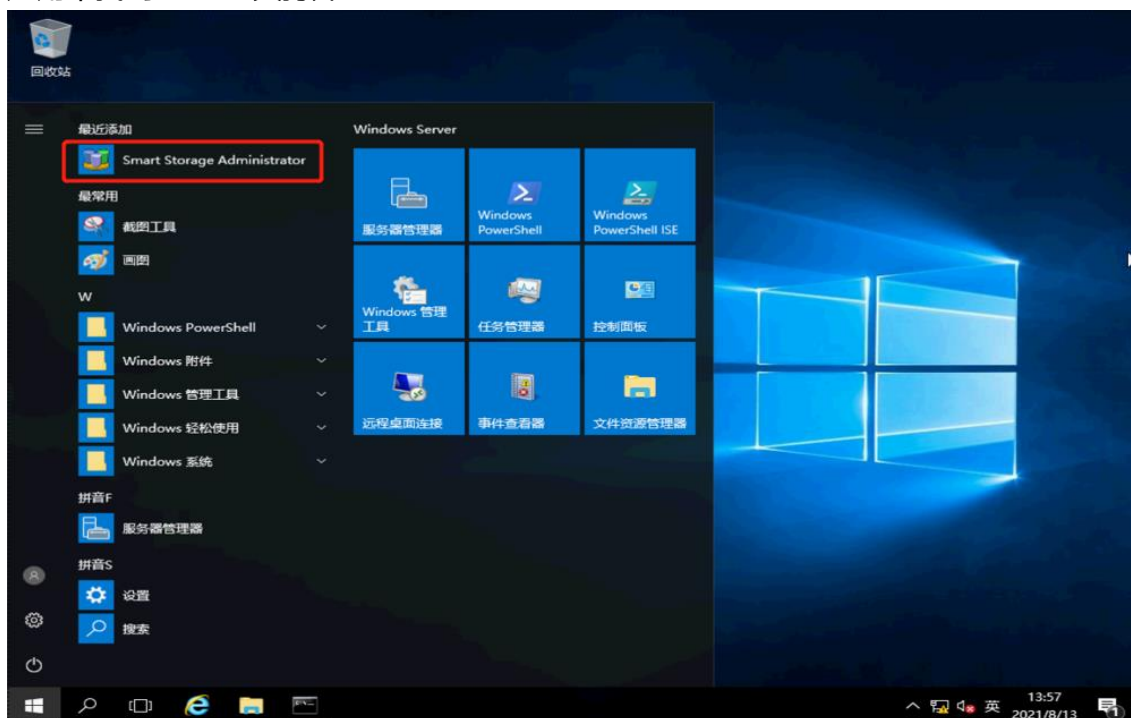 回收站
最近添加
Windows Server
Smart Storage Administrator
最常用
截图工具
画图
服务器管理器
Windows PowerShell
Windows PowerShell ISE
W
Windows PowerShell
Windows 附件
Windows 管理工具
Windows 轻松使用
Windows 系统
Windows 管理工具
任务管理器
控制面板
远程桌面连接
事件查看器
文件资源管理器
拼音F
服务器管理器
拼音S
设置
搜索
英
13:57
2021/8/13
1